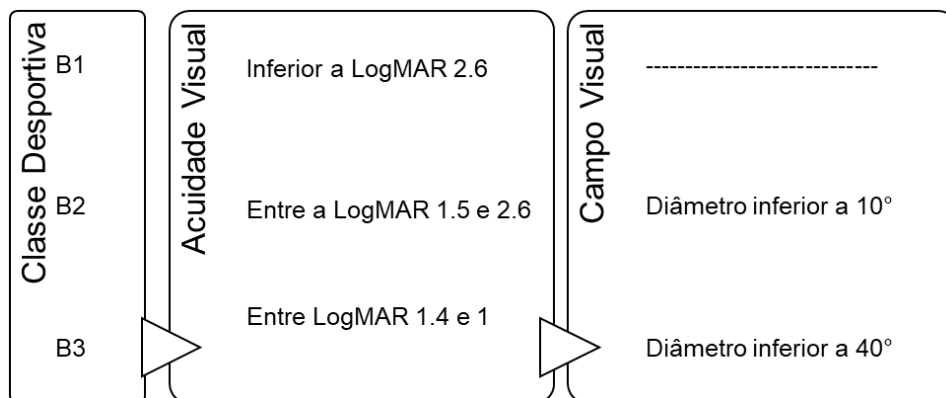 Classe Desportiva
B1
B2
B3
Acuidade Visual
Inferior a LogMAR 2.6
Entre a LogMAR 1.5 e 2.6
Entre LogMAR 1.4 e 1
Campo Visual
-----------------------------
Diâmetro inferior a 10°
Diâmetro inferior a 40°